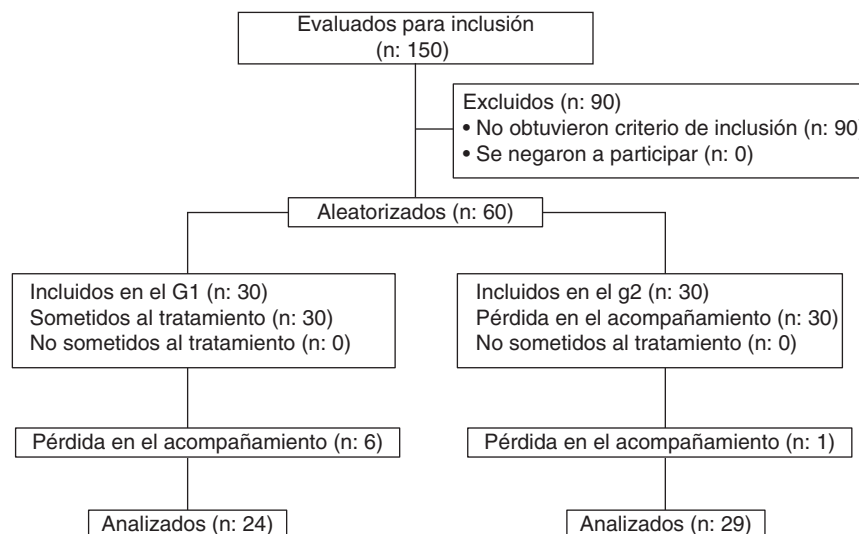 Evaluados para inclusión
(n: 150)
Excluidos (n: 90)
• No obtuvieron criterio de inclusión (n: 90)
• Se negaron a participar (n: 0)
Aleatorizados (n: 60)
Incluidos en el G1 (n: 30)
Sometidos al tratamiento (n: 30)
No sometidos al tratamiento (n: 0)
Incluidos en el g2 (n: 30)
Pérdida en el acompañamiento (n: 30)
No sometidos al tratamiento (n: 0)
Pérdida en el acompañamiento (n: 6)
Pérdida en el acompañamiento (n: 1)
Analizados (n: 24)
Analizados (n: 29)